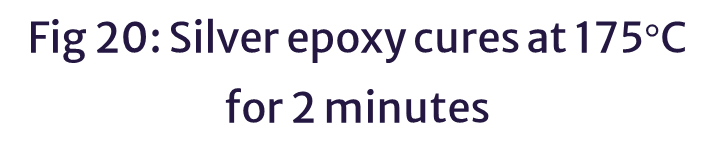 Fig 20: Silver epoxy cures at 175°C
for 2 minutes